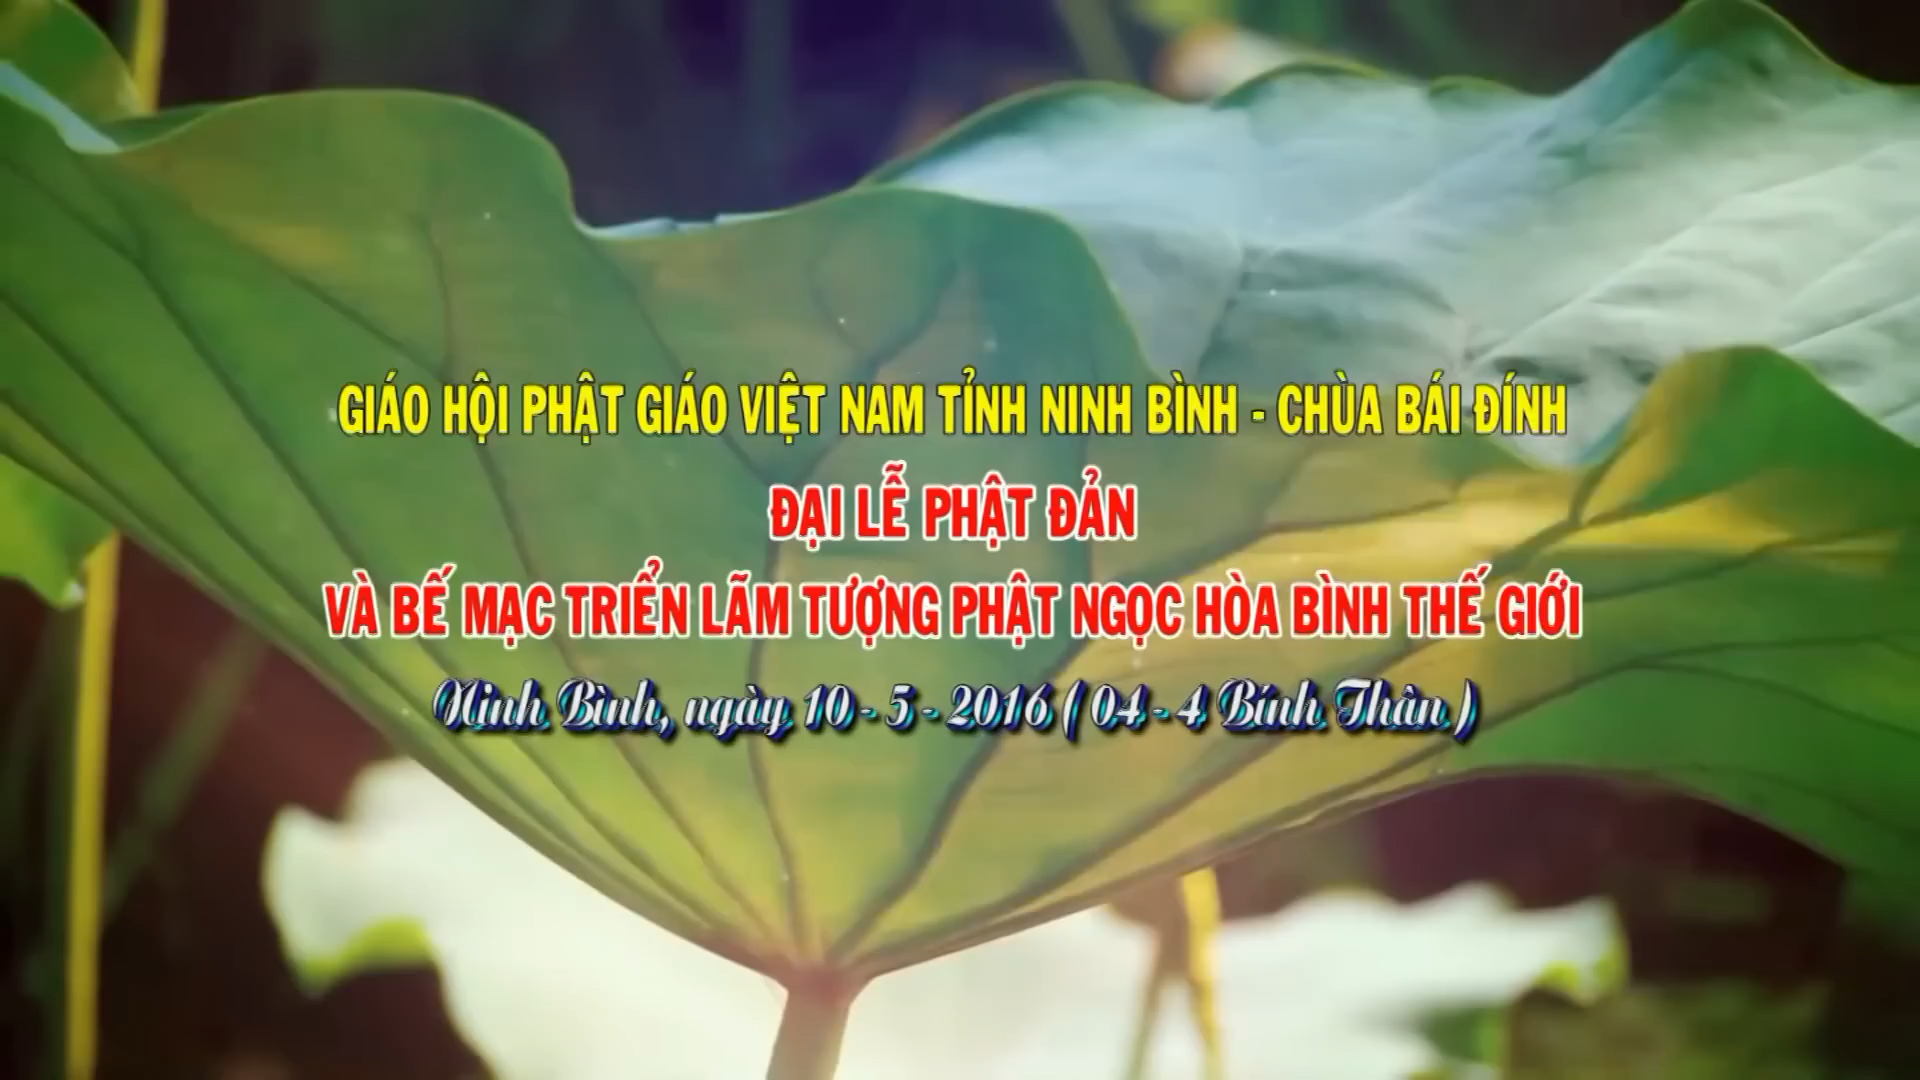 GIÁO HỘI PHẬT GIÁO VIỆT NAM TỈNH NINH BÌNH - CHÙA BÁI ĐÍNH
ĐẠI LỄ PHẬT ĐẢN
VÀ BẾ MẠC TRIỂN LÃM TƯỢNG PHẬT NGỌC HÒA BÌNH THẾ GIỚI
Ninh Bình, ngày 10 - 5 - 2016 ( 04 - 4 Bính Thân )